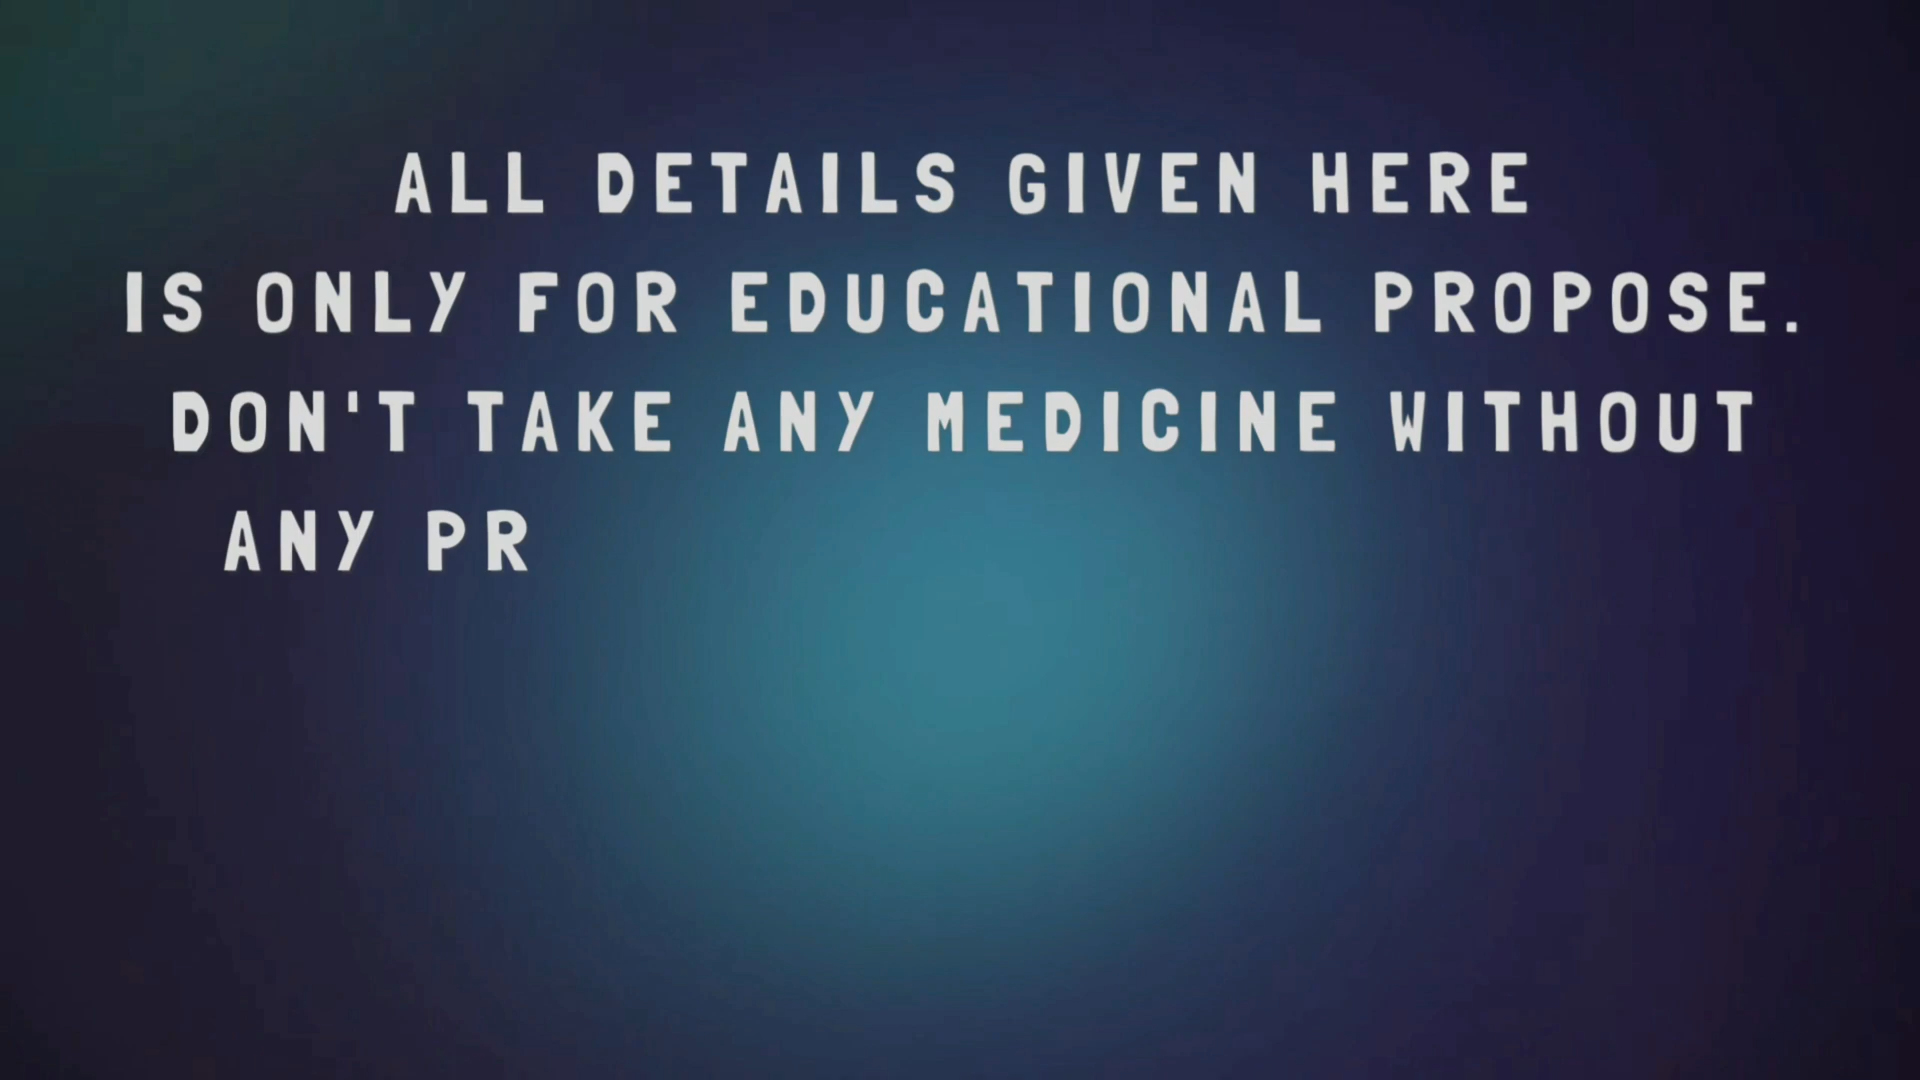 ALL DETAILS GIVEN HERE
IS ONLY FOR EDUCATIONAL PROPOSE.
DON'T TAKE ANY MEDICINE WITHOUT
ANY PR